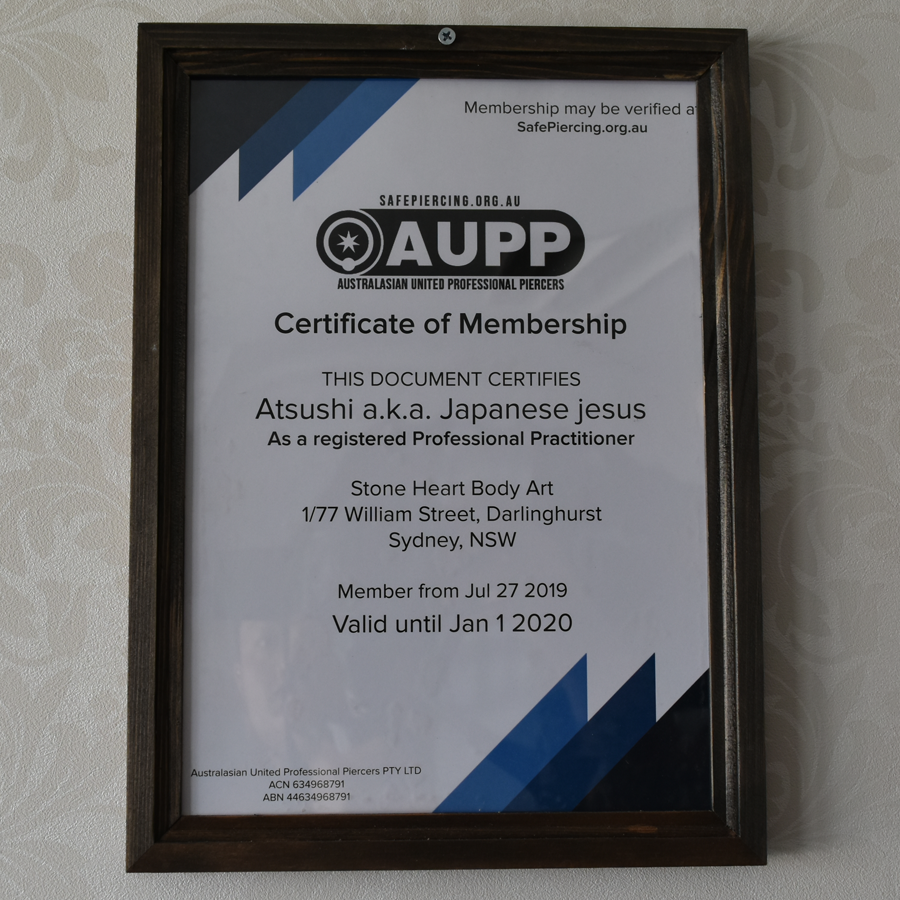 Membership may be verified at
SafePiercing.org.au
SAFEPIERCING.ORG.AU
AUPP
AUSTRALASIAN UNITED PROFESSIONAL PIERCERS
Certificate of Membership
THIS DOCUMENT CERTIFIES
Atsushi a.k.a. Japanese jesus
As a registered Professional Practitioner
Stone Heart Body Art
1/77 William Street, Darlinghurst
Sydney, NSW
Member from Jul 27 2019
Valid until Jan 1 2020
Australasian United Professional Piercers PTY LTD
ACN 634968791
ABN 44634968791